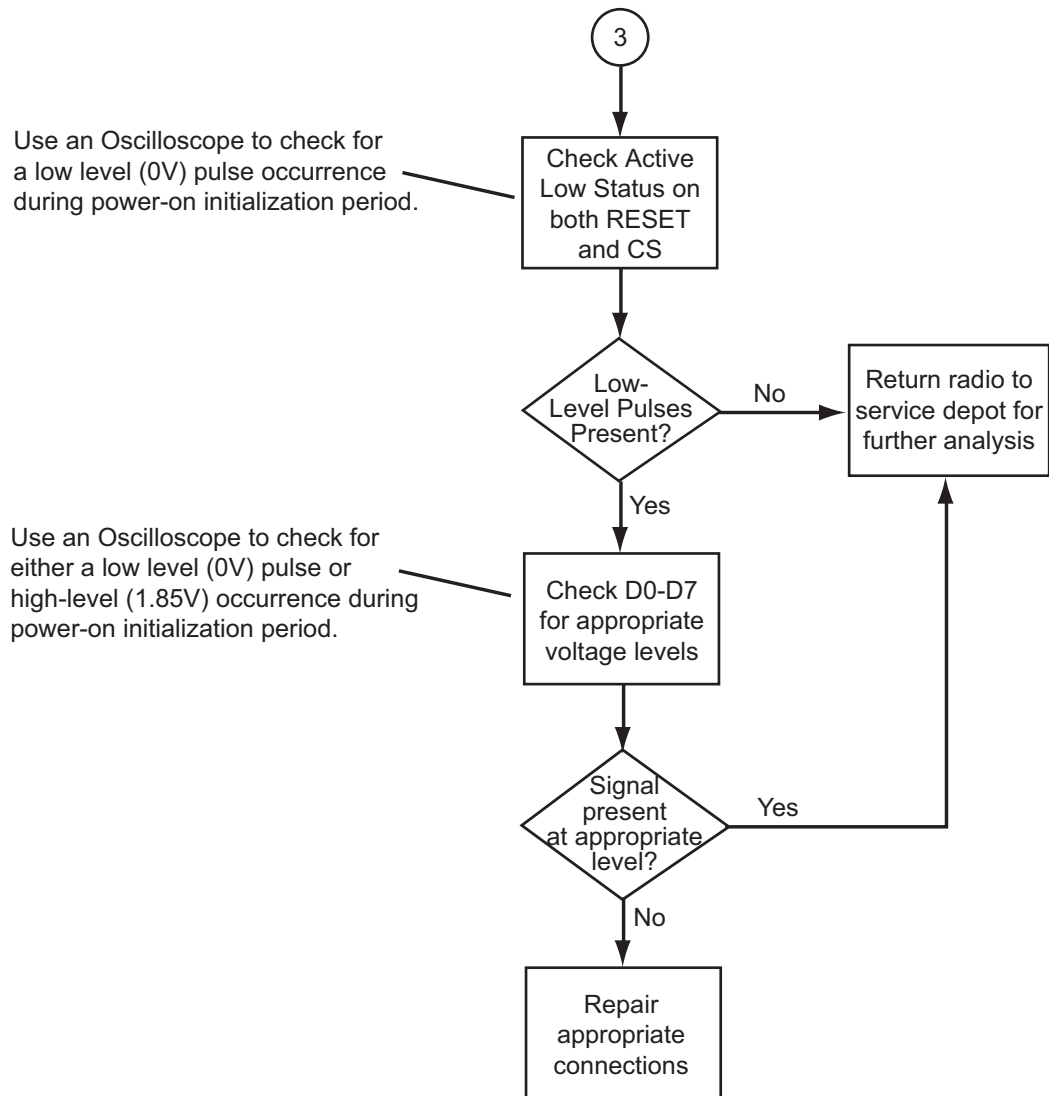 3
Use an Oscilloscope to check for
a low level (0V) pulse occurrence
during power-on initialization period.
Check Active
Low Status on
both RESET
and CS
Low-
Level Pulses
Present?
No
Return radio to
service depot for
further analysis
Yes
Use an Oscilloscope to check for
either a low level (0V) pulse or
high-level (1.85V) occurrence during
power-on initialization period.
Check D0-D7
for appropriate
voltage levels
Signal
present
at appropriate
level?
Yes
No
Repair
appropriate
connections